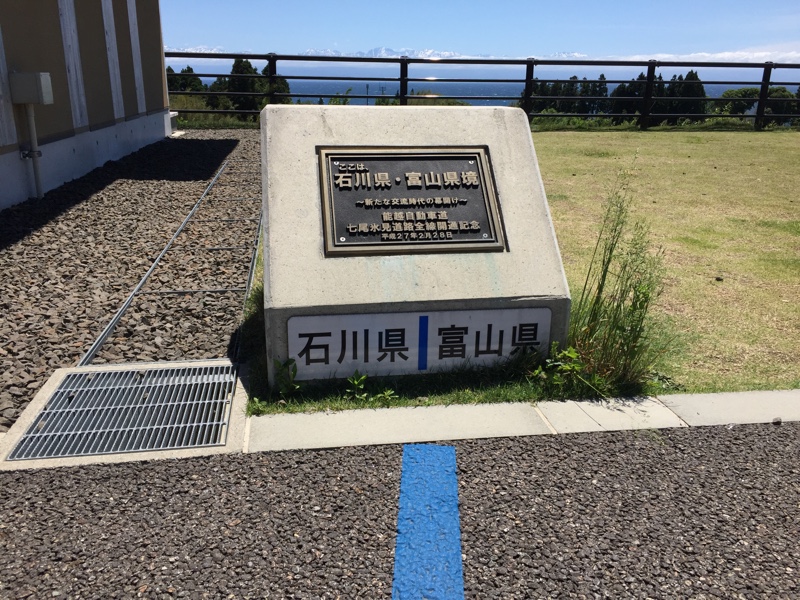 ここは、
石川県・富山県境
～新たな交流時代の幕開け～
能越自動車道
七尾氷見道路全線開通記念
平成27年2月28日
石川県 富山県